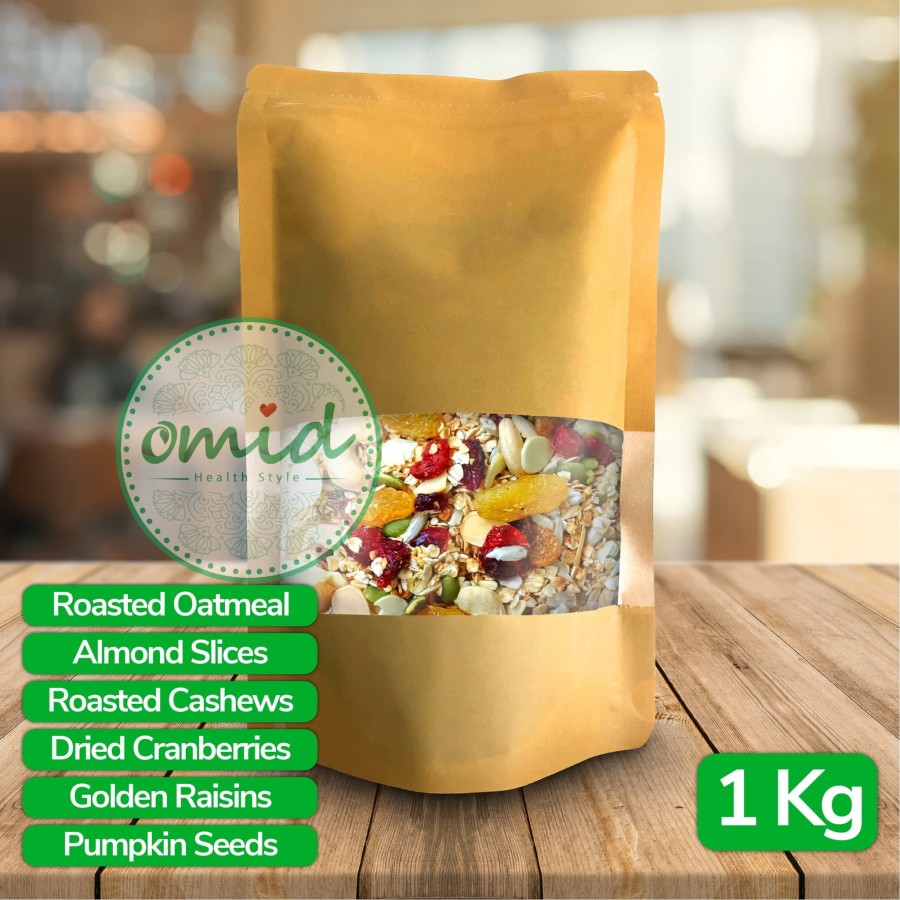 omid
Health Style
Roasted Oatmeal
Almond Slices
Roasted Cashews
Dried Cranberries
Golden Raisins
Pumpkin Seeds
1 Kg